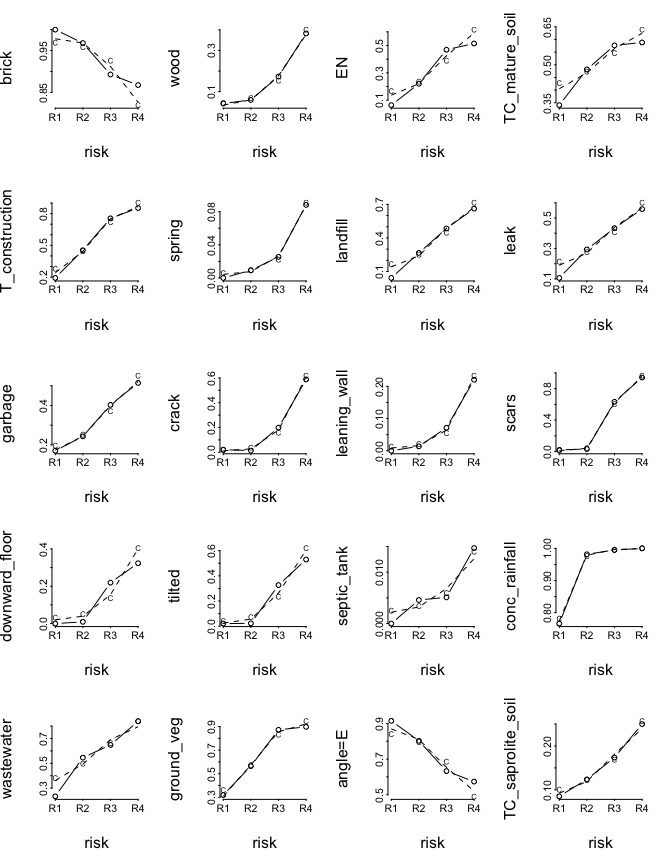 brick
0.85 0.95
R1 R2 R3 R4
risk
wood
0.1 0.3
R1 R2 R3 R4
risk
EN
0.1 0.3 0.5
R1 R2 R3 R4
risk
TC_mature_soil
0.35 0.50 0.65
R1 R2 R3 R4
risk
T_construction
0.2 0.5 0.8
R1 R2 R3 R4
risk
spring
0.00 0.04 0.08
R1 R2 R3 R4
risk
landfill
0.1 0.4 0.7
R1 R2 R3 R4
risk
leak
0.1 0.3 0.5
R1 R2 R3 R4
risk
garbage
0.2 0.4
R1 R2 R3 R4
risk
crack
0.0 0.2 0.4 0.6
R1 R2 R3 R4
risk
leaning_wall
0.00 0.10 0.20
R1 R2 R3 R4
risk
scars
0.0 0.4 0.8
R1 R2 R3 R4
risk
downward_floor
0.0 0.2 0.4
R1 R2 R3 R4
risk
tilted
0.0 0.2 0.4 0.6
R1 R2 R3 R4
risk
septic_tank
0.000 0.010
R1 R2 R3 R4
risk
conc_rainfall
0.80 0.90 1.00
R1 R2 R3 R4
risk
wastewater
0.3 0.5 0.7
R1 R2 R3 R4
risk
ground_veg
0.3 0.5 0.7 0.9
R1 R2 R3 R4
risk
angle=E
0.5 0.7 0.9
R1 R2 R3 R4
risk
TC_saprolite_soil
0.10 0.20
R1 R2 R3 R4
risk